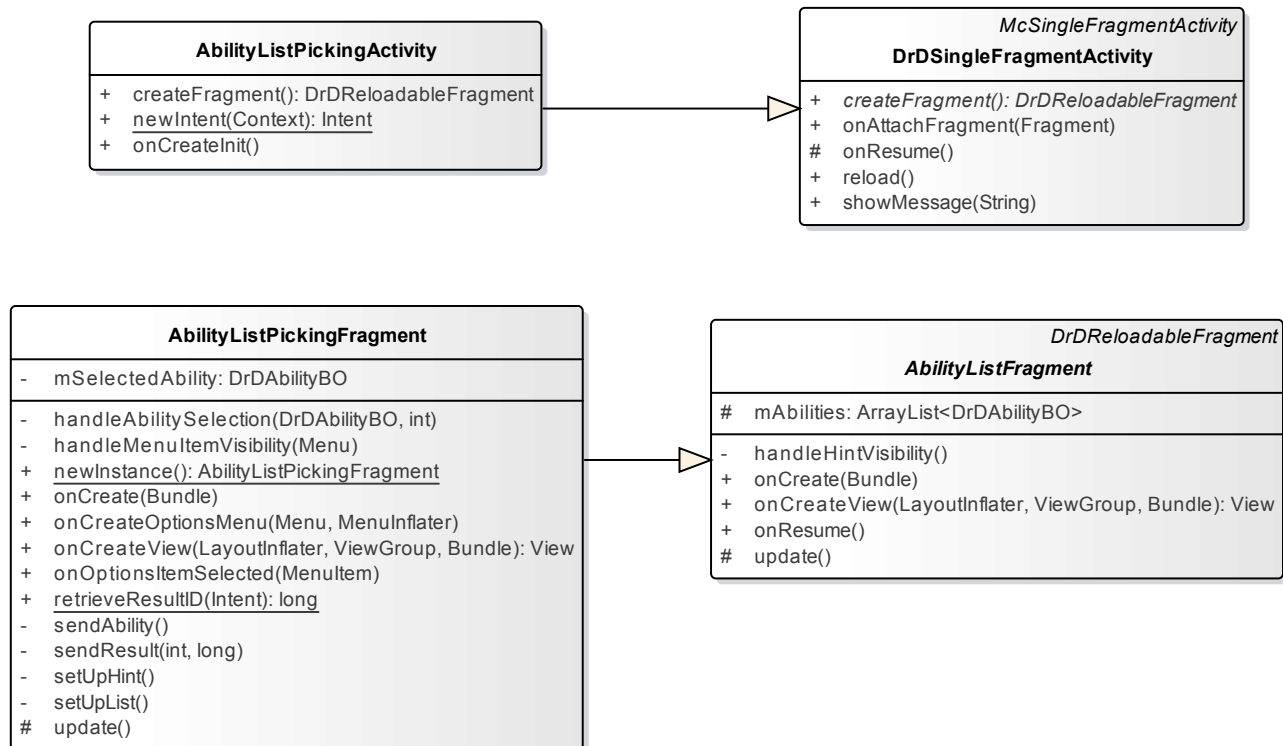 AbilityListPickingActivity
+ createFragment(): DrDReloadableFragment
+ newIntent(Context): Intent
+ onCreateInit()
McSingleFragmentActivity
DrDSingleFragmentActivity
+ createFragment(): DrDReloadableFragment
+ onAttachFragment(Fragment)
# onResume()
+ reload()
+ showMessage(String)
AbilityListPickingFragment
- mSelectedAbility: DrDAbilityBO
- handleAbilitySelection(DrDAbilityBO, int)
- handleMenuItemVisibility(Menu)
+ newInstance(): AbilityListPickingFragment
+ onCreate(Bundle)
+ onCreateOptionsMenu(Menu, MenuInflater)
+ onCreateView(LayoutInflater, ViewGroup, Bundle): View
+ onOptionsItemSelected(MenuItem)
+ retrieveResultID(Intent): long
- sendAbility()
- sendResult(int, long)
- setUpHint()
- setUpList()
# update()
DrDReloadableFragment
AbilityListFragment
# mAbilities: ArrayList<DrDAbilityBO>
- handleHintVisibility()
+ onCreate(Bundle)
+ onCreateView(LayoutInflater, ViewGroup, Bundle): View
+ onResume()
# update()